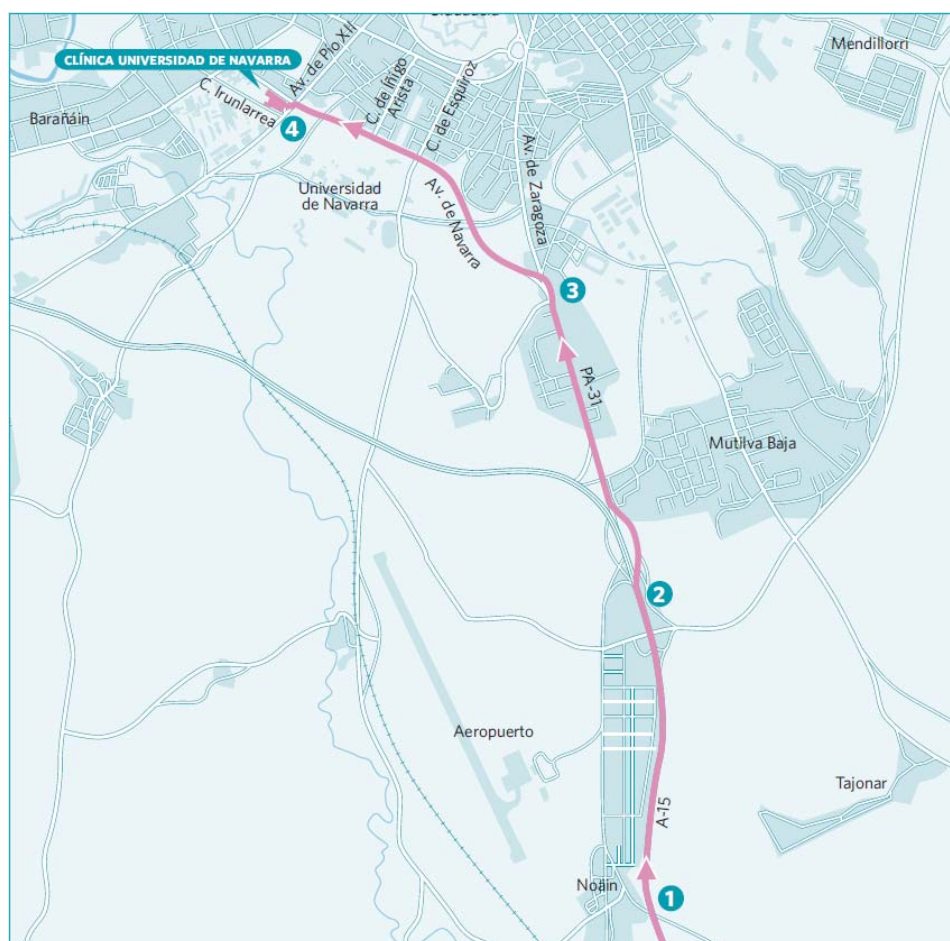 Mendillorri
CLÍNICA UNIVERSIDAD DE NAVARRA
Av. de Pío XII
C. Irunlarrea
C. de Íñigo
Arista
C. de Esquiroz
Barañáin
4
Universidad
de Navarra
Av. de Zaragoza
Av. de Navarra
3
PA-31
Mutilva Baja
2
Aeropuerto
Tajonar
A-15
Noáin
1